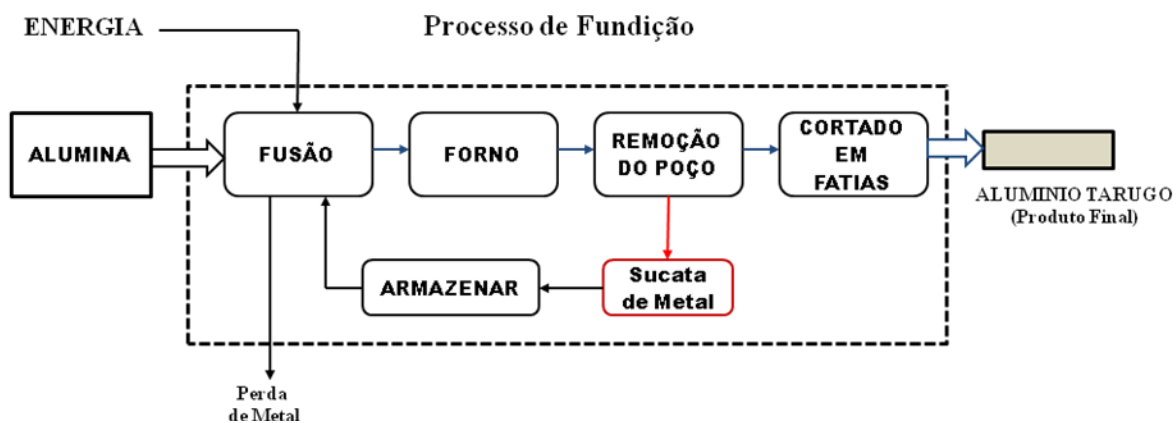 ENERGIA
Processo de Fundição
ALUMINA
FUSÃO
FORNO
REMOÇÃO
DO POÇO
CORTADO
EM
FATIAS
ALUMINIO TARUGO
(Produto Final)
ARMAZENAR
Sucata
de Metal
Perda
de Metal